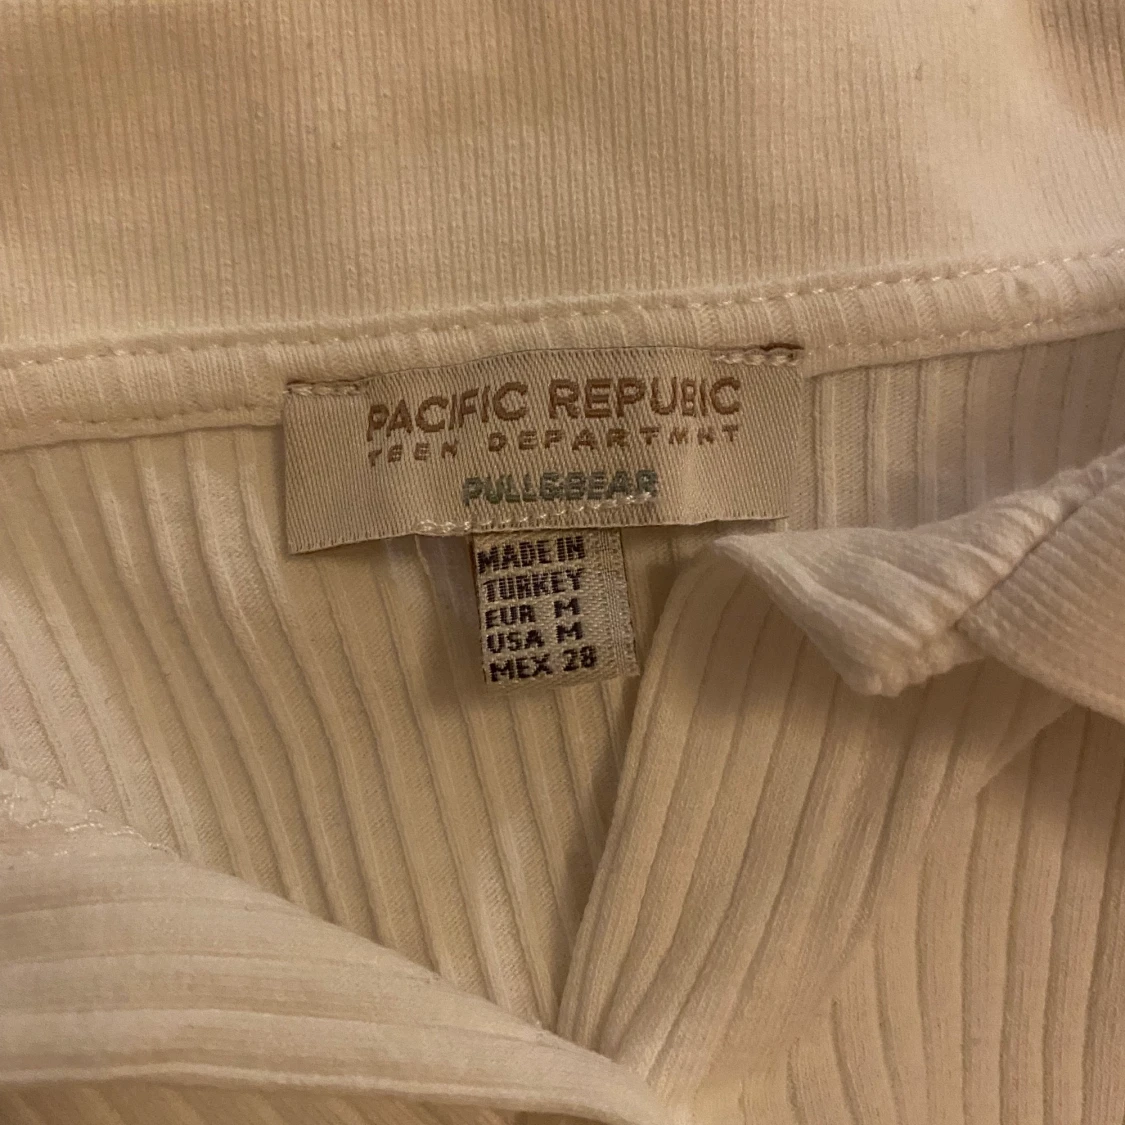 PACIFIC REPUBIC
TEEN DEPARTMNT
PULL&BEAR
MADE IN
TURKEY
EUR M
USA M
MEX 28